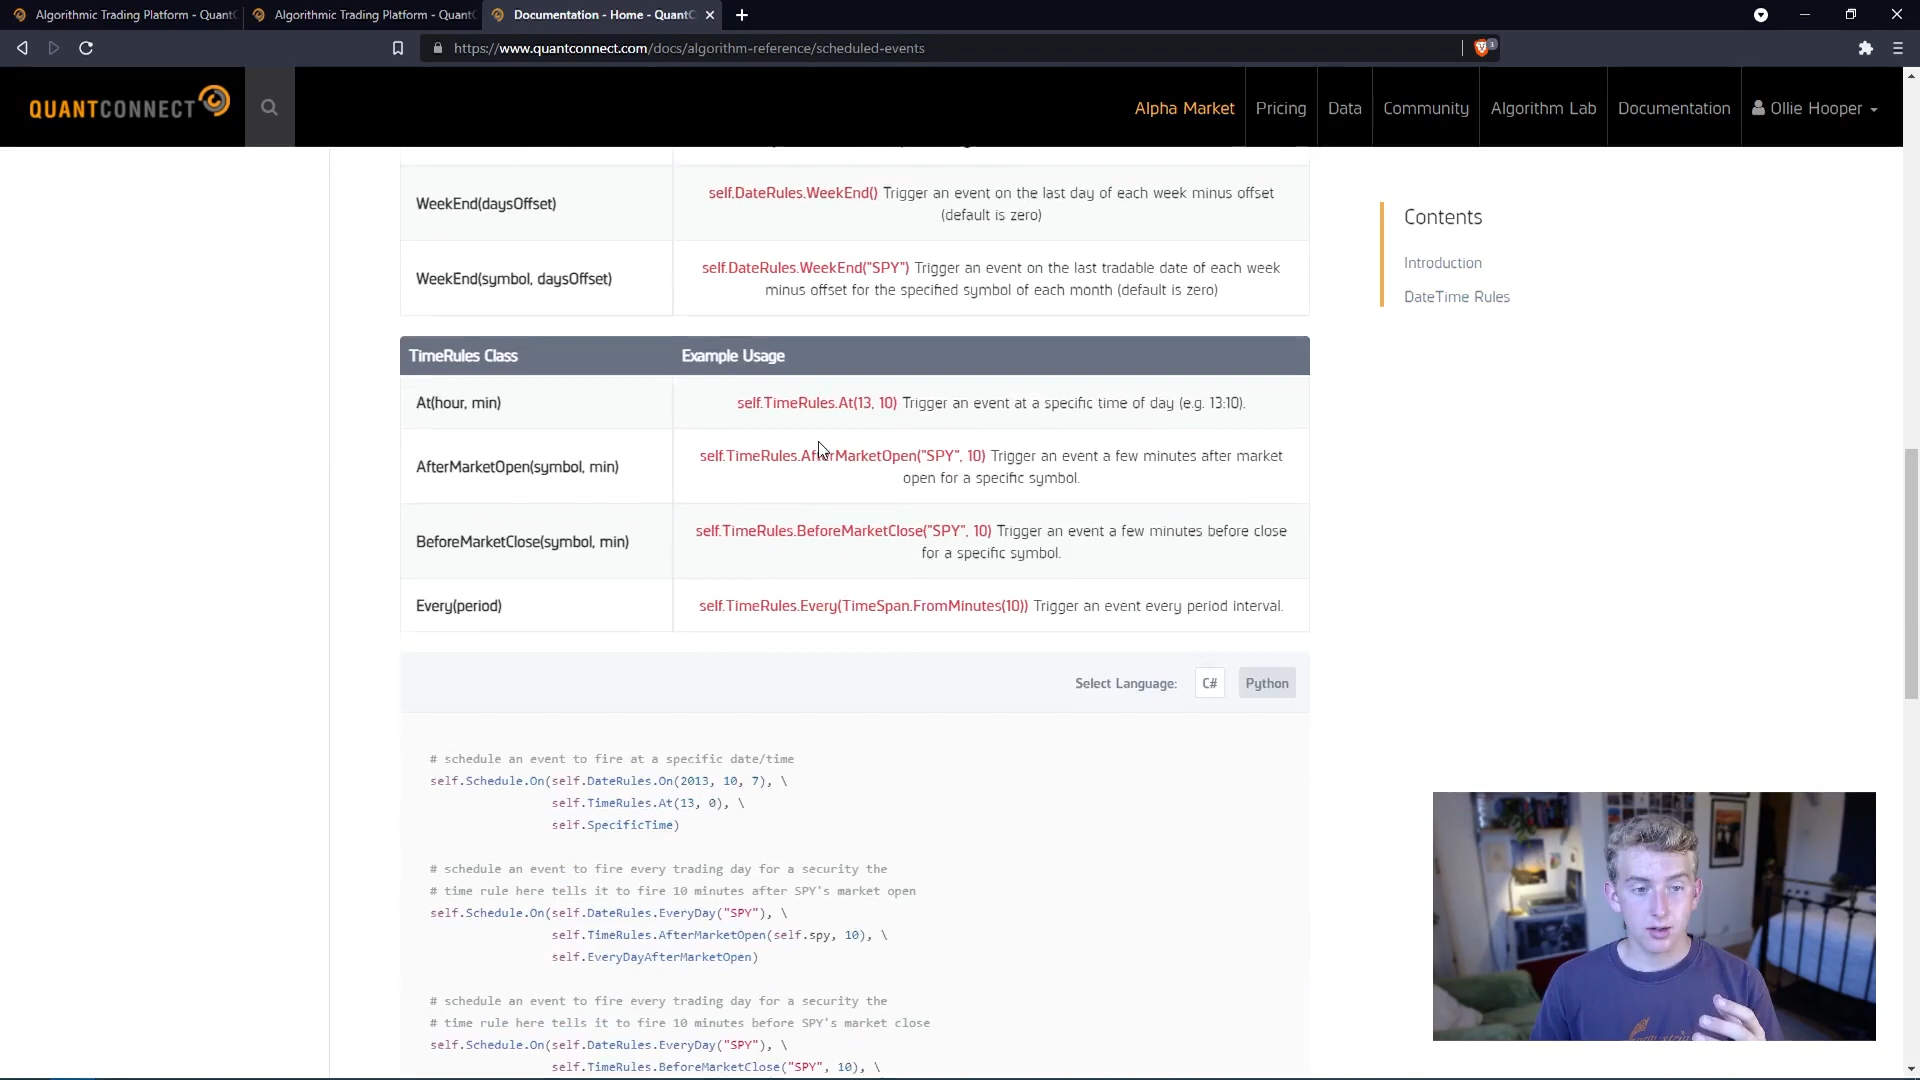 Algorithmic Trading Platform - QuantC
Algorithmic Trading Platform - QuantC
Documentation - Home - QuantC
https://www.quantconnect.com/docs/algorithm-reference/scheduled-events
3
QUANTCONNECT
Alpha Market
Pricing
Data
Community
Algorithm Lab
Documentation
Ollie Hooper
WeekEnd(daysOffset)
self.DateRules.WeekEnd() Trigger an event on the last day of each week minus offset
(default is zero)
WeekEnd(symbol, daysOffset)
self.DateRules.WeekEnd("SPY") Trigger an event on the last tradable date of each week
minus offset for the specified symbol of each month (default is zero)
Contents
Introduction
DateTime Rules
TimeRules Class
Example Usage
At(hour, min)
self.TimeRules.At(13, 10) Trigger an event at a specific time of day (e.g. 13:10).
AfterMarketOpen(symbol, min)
self.TimeRules.AfterMarketOpen("SPY", 10) Trigger an event a few minutes after market
open for a specific symbol.
BeforeMarketClose(symbol, min)
self.TimeRules.BeforeMarketClose("SPY", 10) Trigger an event a few minutes before close
for a specific symbol.
Every(period)
self.TimeRules.Every(TimeSpan.FromMinutes(10)) Trigger an event every period interval.
Select Language:
C#
Python
# schedule an event to fire at a specific date/time
self.Schedule.On(self.DateRules.On(2013, 10, 7), \
self.TimeRules.At(13, 0), \
self.SpecificTime)
# schedule an event to fire every trading day for a security the
# time rule here tells it to fire 10 minutes after SPY's market open
self.Schedule.On(self.DateRules.EveryDay("SPY"), \
self.TimeRules.AfterMarketOpen(self.spy, 10), \
self.EveryDayAfterMarketOpen)
# schedule an event to fire every trading day for a security the
# time rule here tells it to fire 10 minutes before SPY's market close
self.Schedule.On(self.DateRules.EveryDay("SPY"), \
self.TimeRules.BeforeMarketClose("SPY", 10), \